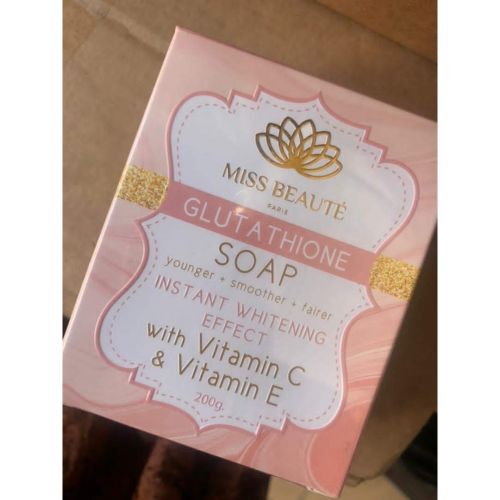 MISS BEAUTÉ
PARIS
GLUTATHIONE
SOAP
younger + smoother + fairer
INSTANT WHITENING
EFFECT
with Vitamin C
& Vitamin E
200g.